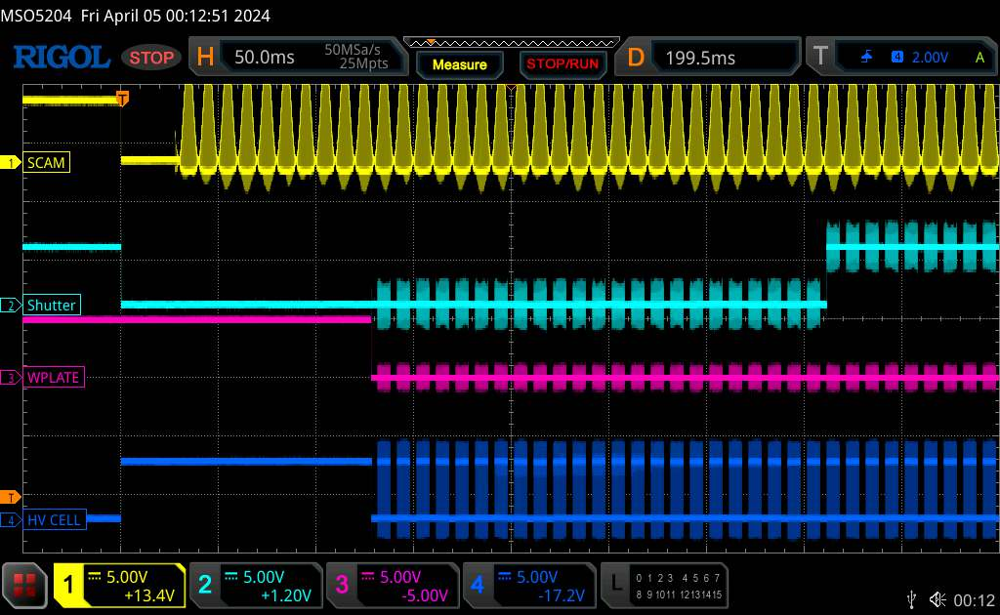 MSO5204 Fri April 05 00:12:51 2024
RIGOL STOP H 50.0ms 50MSa/s 25Mpts Measure STOP/RUN D 199.5ms T 4 2.00V A
T
1 SCAM
2 Shutter
3 WPLATE
T
4 HV CELL
1 5.00V +13.4V 2 5.00V +1.20V 3 5.00V -5.00V 4 5.00V -17.2V L 0 1 2 3 4 5 6 7
8 9 10 11 12 13 14 15
00:12